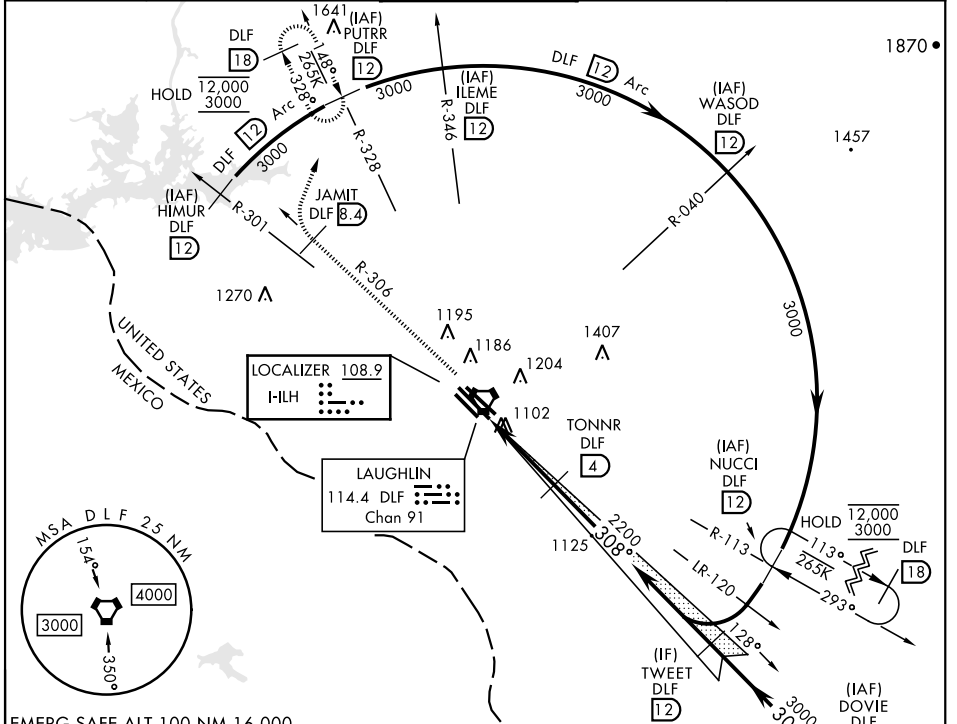 1641
(IAF)
PUTRR
DLF
12
DLF
18
HOLD
12,000
3000
148°
265K
328°
DLF 12 Arc
3000
3000
(IAF)
ILEME
DLF
12
R-346
R-328
DLF 12 Arc
3000
1870
(IAF)
WASOD
DLF
12
1457
R-040
(IAF)
HIMUR
DLF
12
R-301
JAMIT
DLF 8.4
R-306
1270
1195
1186
1204
1407
1102
3000
UNITED STATES
MEXICO
LOCALIZER 108.9
I-ILH
LAUGHLIN
114.4 DLF
Chan 91
TONNR
DLF
4
(IAF)
NUCCI
DLF
12
HOLD
12,000
3000
DLF
18
R-113
113°
265K
293°
LR-120
2200
308°
1125
128°
(IF)
TWEET
DLF
12
3000
(IAF)
DOVIE
DLF
MSA DLF 25 NM
154°
3000
4000
350°
EMERG SAFE ALT 100 NM 16,000